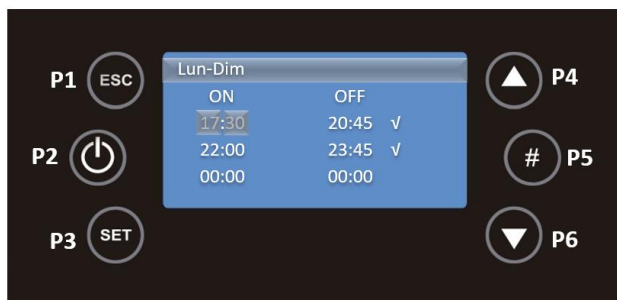 Lun-Dim
ON OFF
17:30 20:45 √
22:00 23:45 √
00:00 00:00
P1 ESC
P2
P3 SET
P4
# P5
P6